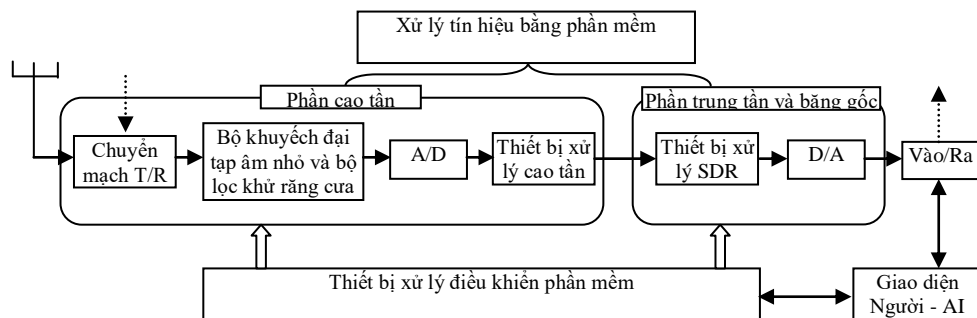 Xử lý tín hiệu bằng phần mềm
Phần cao tần
Phần trung tần và băng gốc
Chuyển
mạch T/R
Bộ khuyếch đại
tạp âm nhỏ và bộ
lọc khử răng cưa
A/D
Thiết bị xử
lý cao tần
Thiết bị xử
lý SDR
D/A
Vào/Ra
Thiết bị xử lý điều khiển phần mềm
Giao diện
Người - AI